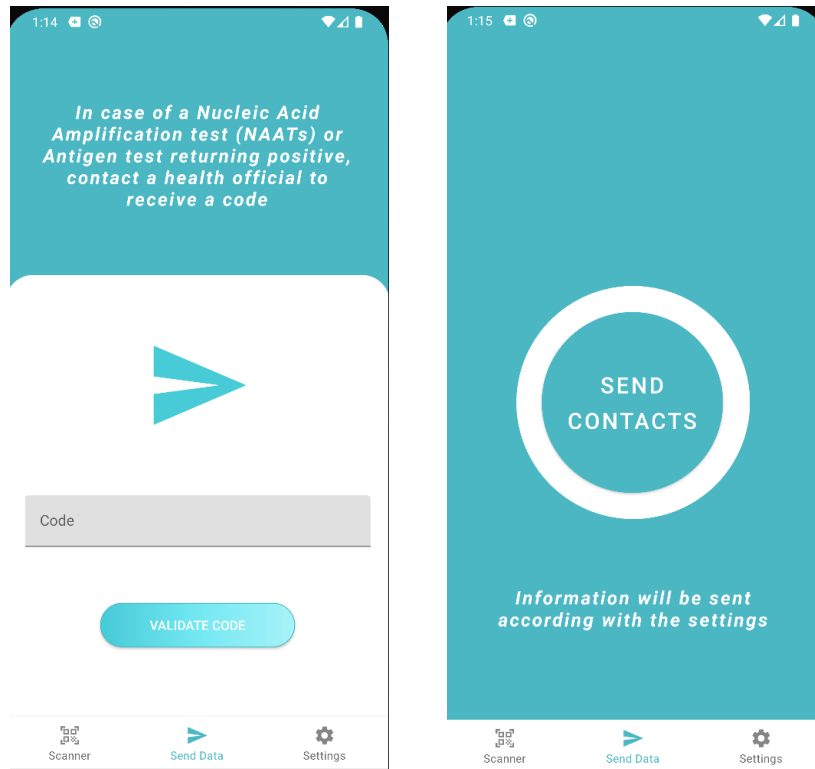 1:14
In case of a Nucleic Acid
Amplification test (NAATs) or
Antigen test returning positive,
contact a health official to
receive a code
Code
VALIDATE CODE
Scanner
Send Data
Settings
1:15
SEND
CONTACTS
Information will be sent
according with the settings
Scanner
Send Data
Settings